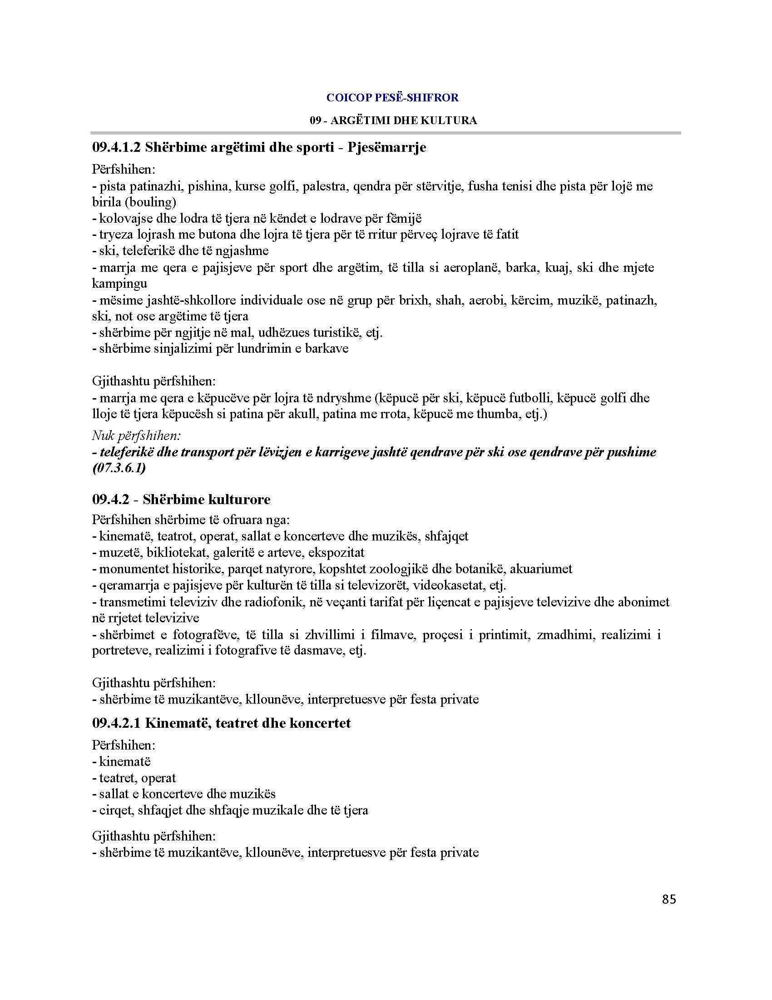 COICOP PESË-SHIFROR
09 - ARGËTIMI DHE KULTURA
09.4.1.2 Shërbime argëtimi dhe sporti - Pjesëmarrje
Përfshihen:
- pista patinazhi, pishina, kurse golfi, palestra, qendra për stërvitje, fusha tenisi dhe pista për lojë me
birila (bouling)
- kolovajse dhe lodra të tjera në këndet e lodrave për fëmijë
- tryeza lojrash me butona dhe lojra të tjera për të rritur përveç lojrave të fatit
- ski, teleferikë dhe të ngjashme
- marrja me qera e pajisjeve për sport dhe argëtim, të tilla si aeroplanë, barka, kuaj, ski dhe mjete
kampingu
- mësime jashtë-shkollore individuale ose në grup për brixh, shah, aerobi, kërcim, muzikë, patinazh,
ski, not ose argëtime të tjera
- shërbime për ngjitje në mal, udhëzues turistikë, etj.
- shërbime sinjalizimi për lundrimin e barkave
Gjithashtu përfshihen:
- marrja me qera e këpucëve për lojra të ndryshme (këpucë për ski, këpucë futbolli, këpucë golfi dhe
lloje të tjera këpucësh si patina për akull, patina me rrota, këpucë me thumba, etj.)
Nuk përfshihen:
- teleferikë dhe transport për lëvizjen e karrigeve jashtë qendrave për ski ose qendrave për pushime
(07.3.6.1)
09.4.2 - Shërbime kulturore
Përfshihen shërbime të ofruara nga:
- kinematë, teatrot, operat, sallat e koncerteve dhe muzikës, shfajqet
- muzetë, bikliotekat, galeritë e arteve, ekspozitat
- monumentet historike, parqet natyrore, kopshtet zoologjikë dhe botanikë, akuariumet
- qeramarrja e pajisjeve për kulturën të tilla si televizorët, videokasetat, etj.
- transmetimi televiziv dhe radiofonik, në veçanti tarifat për liçencat e pajisjeve televizive dhe abonimet
në rrjetet televizive
- shërbimet e fotografëve, të tilla si zhvillimi i filmave, proçesi i printimit, zmadhimi, realizimi i
portreteve, realizimi i fotografive të dasmave, etj.
Gjithashtu përfshihen:
- shërbime të muzikantëve, kllounëve, interpretuesve për festa private
09.4.2.1 Kinematë, teatret dhe koncertet
Përfshihen:
- kinematë
- teatret, operat
- sallat e koncerteve dhe muzikës
- cirqet, shfaqjet dhe shfaqje muzikale dhe të tjera
Gjithashtu përfshihen:
- shërbime të muzikantëve, kllounëve, interpretuesve për festa private
85